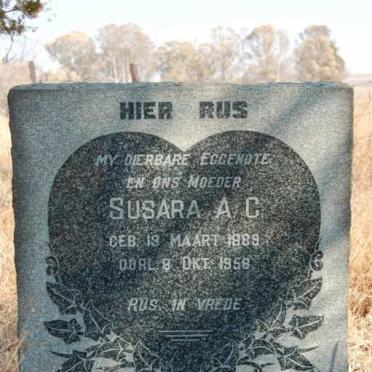 HIER RUS
MY DIERBARE EGGENOTE
EN ONS MOEDER
SUSARA A. C.
GEB. 19 MAART 1889
OORL. 8 OKT. 1958
RUS IN VREDE